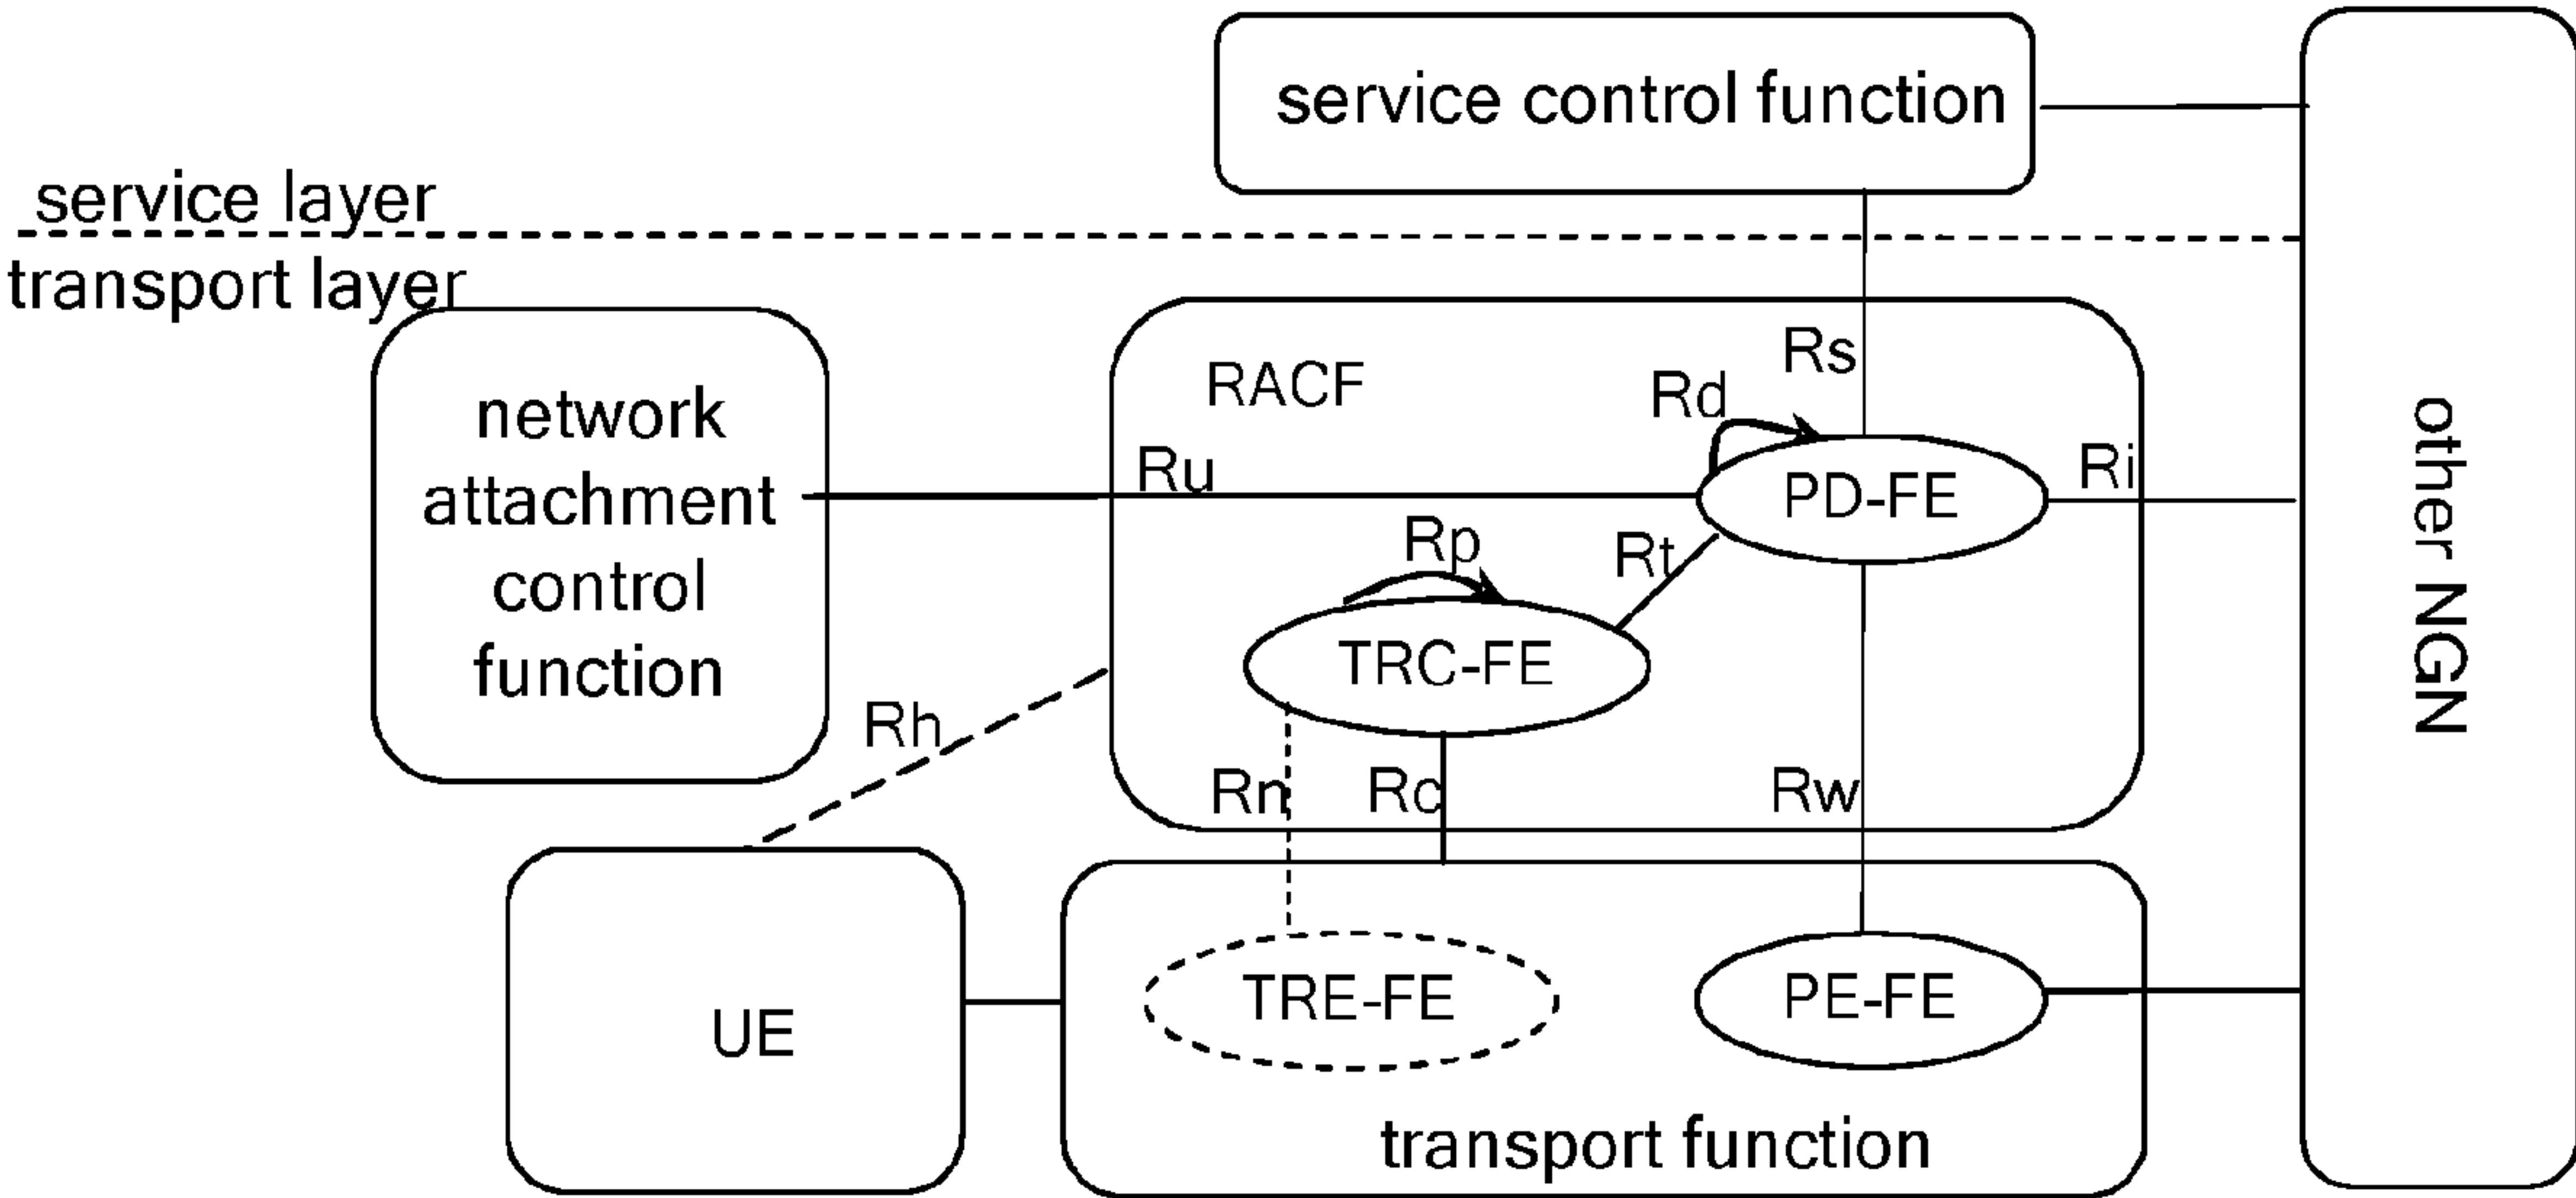 service control function
service layer
transport layer
network
attachment
control
function
RACF
Rs
Rd
Ru
PD-FE
Ri
Rp
Rt
TRC-FE
Rh
Rn
Rc
Rw
other NGN
UE
TRE-FE
PE-FE
transport function